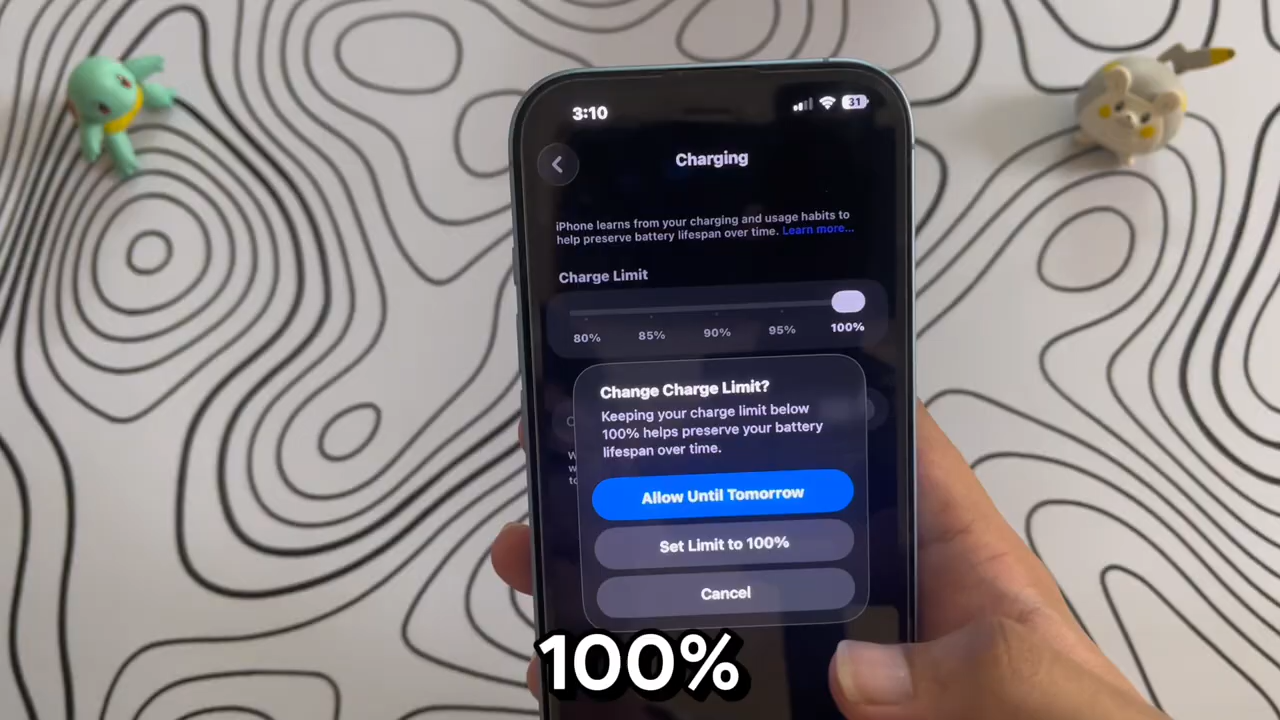 3:10
31
Charging
iPhone learns from your charging and usage habits to
help preserve battery lifespan over time. Learn more...
Charge Limit
80% 85% 90% 95% 100%
Change Charge Limit?
Keeping your charge limit below
100% helps preserve your battery
lifespan over time.
Allow Until Tomorrow
Set Limit to 100%
Cancel
100%